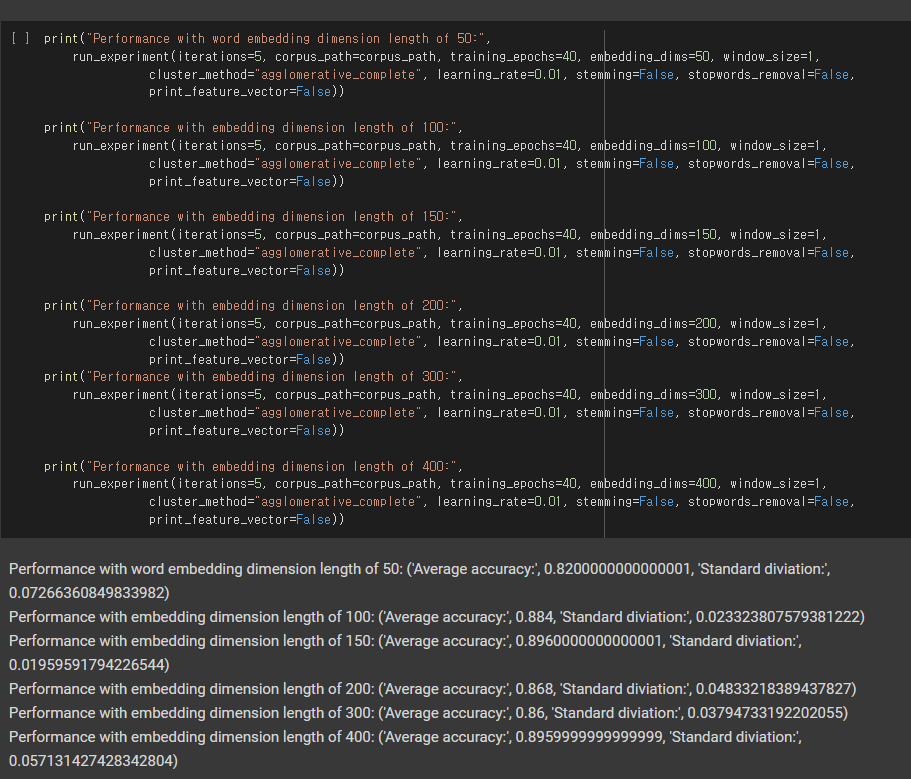 [ ] print("Performance with word embedding dimension length of 50:",
run_experiment(iterations=5, corpus_path=corpus_path, training_epochs=40, embedding_dims=50, window_size=1,
cluster_method="agglomerative_complete", learning_rate=0.01, stemming=False, stopwords_removal=False,
print_feature_vector=False))
print("Performance with embedding dimension length of 100:",
run_experiment(iterations=5, corpus_path=corpus_path, training_epochs=40, embedding_dims=100, window_size=1,
cluster_method="agglomerative_complete", learning_rate=0.01, stemming=False, stopwords_removal=False,
print_feature_vector=False))
print("Performance with embedding dimension length of 150:",
run_experiment(iterations=5, corpus_path=corpus_path, training_epochs=40, embedding_dims=150, window_size=1,
cluster_method="agglomerative_complete", learning_rate=0.01, stemming=False, stopwords_removal=False,
print_feature_vector=False))
print("Performance with embedding dimension length of 200:",
run_experiment(iterations=5, corpus_path=corpus_path, training_epochs=40, embedding_dims=200, window_size=1,
cluster_method="agglomerative_complete", learning_rate=0.01, stemming=False, stopwords_removal=False,
print_feature_vector=False))
print("Performance with embedding dimension length of 300:",
run_experiment(iterations=5, corpus_path=corpus_path, training_epochs=40, embedding_dims=300, window_size=1,
cluster_method="agglomerative_complete", learning_rate=0.01, stemming=False, stopwords_removal=False,
print_feature_vector=False))
print("Performance with embedding dimension length of 400:",
run_experiment(iterations=5, corpus_path=corpus_path, training_epochs=40, embedding_dims=400, window_size=1,
cluster_method="agglomerative_complete", learning_rate=0.01, stemming=False, stopwords_removal=False,
print_feature_vector=False))
Performance with word embedding dimension length of 50: ('Average accuracy:', 0.8200000000000001, 'Standard diviation:',
0.07266360849833982)
Performance with embedding dimension length of 100: ('Average accuracy:', 0.884, 'Standard diviation:', 0.023323807579381222)
Performance with embedding dimension length of 150: ('Average accuracy:', 0.8960000000000001, 'Standard diviation:',
0.01959591794226544)
Performance with embedding dimension length of 200: ('Average accuracy:', 0.868, 'Standard diviation:', 0.04833218389437827)
Performance with embedding dimension length of 300: ('Average accuracy:', 0.86, 'Standard diviation:', 0.03794733192202055)
Performance with embedding dimension length of 400: ('Average accuracy:', 0.8959999999999999, 'Standard diviation:',
0.057131427428342804)